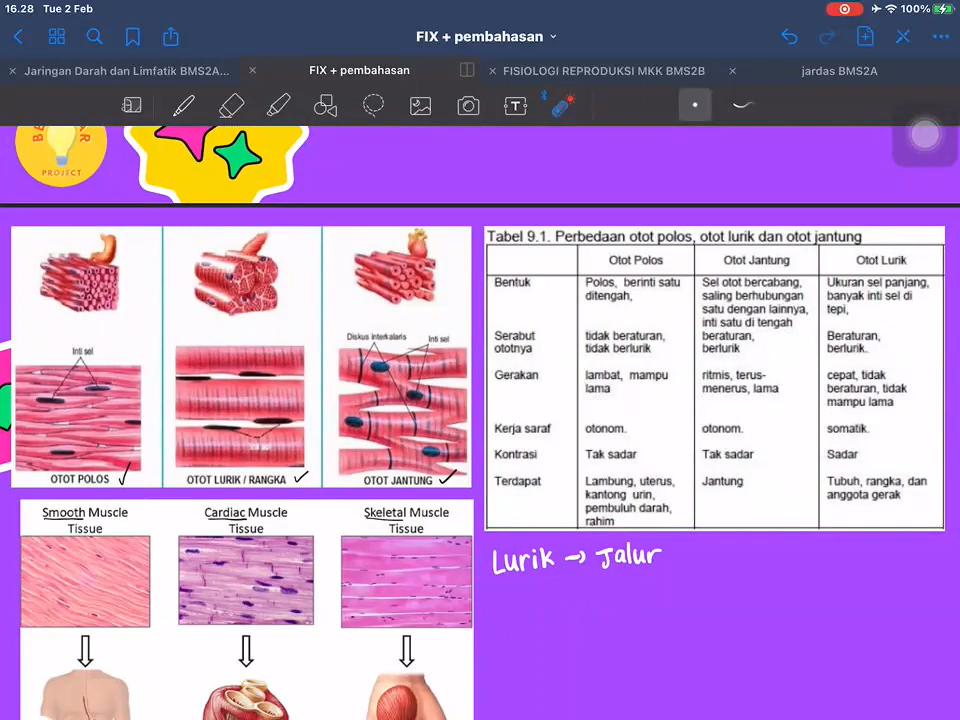 16.28 Tue 2 Feb
100%
FIX + pembahasan
Jaringan Darah dan Limfatik BMS2A...
FIX + pembahasan
FISIOLOGI REPRODUKSI MKK BMS2B
jardas BMS2A
T
PROJECT
Inti sel
Diskus Interkalaris
Inti sel
OTOT POLOS
OTOT LURIK / RANGKA
OTOT JANTUNG
Smooth Muscle
Tissue
Cardiac Muscle
Tissue
Skeletal Muscle
Tissue
Tabel 9.1. Perbedaan otot polos, otot lurik dan otot jantung
Otot Polos Otot Jantung Otot Lurik
Bentuk
Polos, berinti satu
ditengah,
Sel otot bercabang,
saling berhubungan
satu dengan lainnya,
inti satu di tengah
Ukuran sel panjang,
banyak inti sel di
tepi,
Serabut
ototnya
tidak beraturan,
tidak berlurik
beraturan,
berlurik
Beraturan,
berlurik.
Gerakan
lambat, mampu
lama
ritmis, terus-
menerus, lama
cepat, tidak
beraturan, tidak
mampu lama
Kerja saraf otonom. otonom. somatik.
Kontrasi Tak sadar Tak sadar Sadar
Terdapat
Lambung, uterus,
kantong urin,
pembuluh darah,
rahim
Jantung
Tubuh, rangka, dan
anggota gerak
Lurik → Jalur